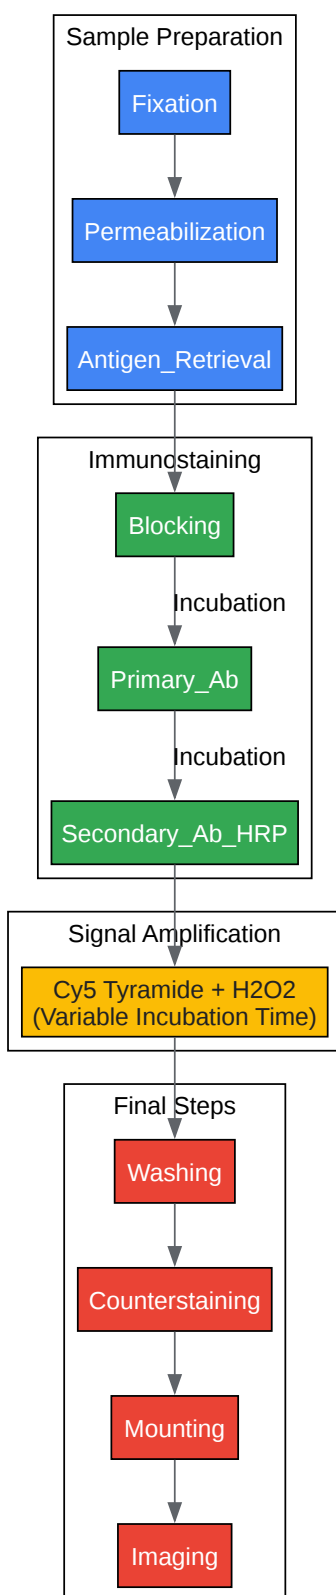 Sample Preparation
Fixation
Permeabilization
Antigen_Retrieval
Immunostaining
Blocking
Incubation
Primary_Ab
Incubation
Secondary_Ab_HRP
Signal Amplification
Cy5 Tyramide + H2O2
(Variable Incubation Time)
Final Steps
Washing
Counterstaining
Mounting
Imaging